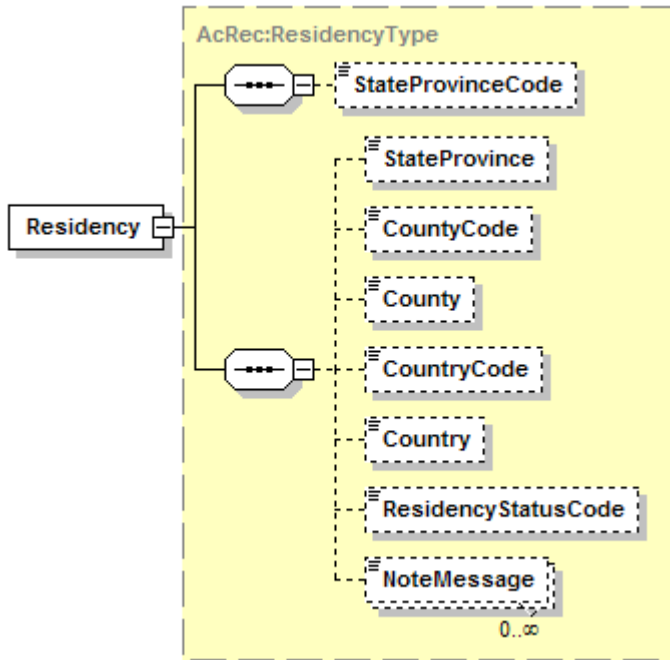 AcRec:ResidencyType
StateProvinceCode
StateProvince
CountyCode
Residency
County
CountryCode
Country
ResidencyStatusCode
NoteMessage
0..∞